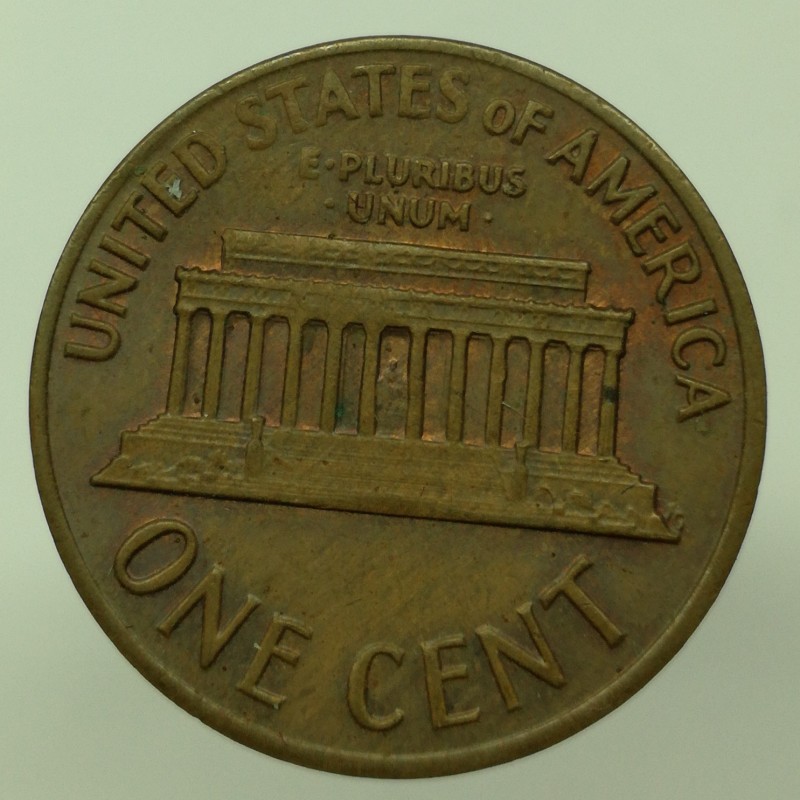 UNITED STATES OF AMERICA
E·PLURIBUS
·UNUM·
ONE CENT